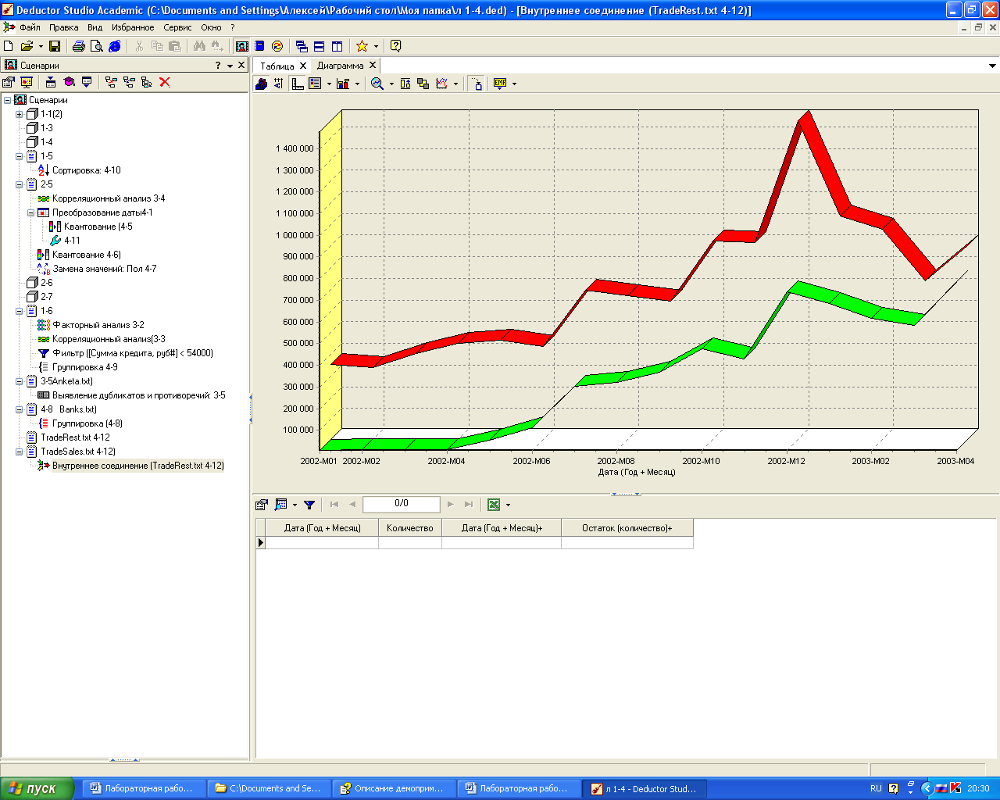 Deductor Studio Academic (C:\Documents and Settings\Алексей\Рабочий стол\Моя папка\л 1-4.ded) - [Внутреннее соединение (TradeRest.txt 4-12)]
Файл Правка Вид Избранное Сервис Окно ?
Сценарии
Таблица Диаграмма
Сценарии
1-1(2)
1-3
1-4
1-5
Сортировка: 4-10
2-5
Корреляционный анализ 3-4
Преобразование даты4-1
Квантование (4-5
4-11
Квантование 4-6)
Замена значений: Пол 4-7
2-6
2-7
1-6
Факторный анализ 3-2
Корреляционный анализ(3-3
Фильтр ([Сумма кредита, руб#] < 54000)
Группировка 4-9
3-5Anketa.txt)
Выявление дубликатов и противоречий: 3-5
4-8 Banks.txt)
Группировка (4-8)
TradeRest.txt 4-12
TradeSales.txt 4-12)
Внутреннее соединение (TradeRest.txt 4-12)
1 400 000
1 300 000
1 200 000
1 100 000
1 000 000
900 000
800 000
700 000
600 000
500 000
400 000
300 000
200 000
100 000
2002-M01 2002-M02 2002-M04 2002-M06 2002-M08 2002-M10 2002-M12 2003-M02 2003-M04
Дата (Год + Месяц)
0/0
Дата (Год + Месяц) Количество Дата (Год + Месяц)+ Остаток (количество)+
пуск Лабораторная рабо... C:\Documents and Se... Описание демоприм... Лабораторная рабо... л 1-4 - Deductor Stud... RU 20:30